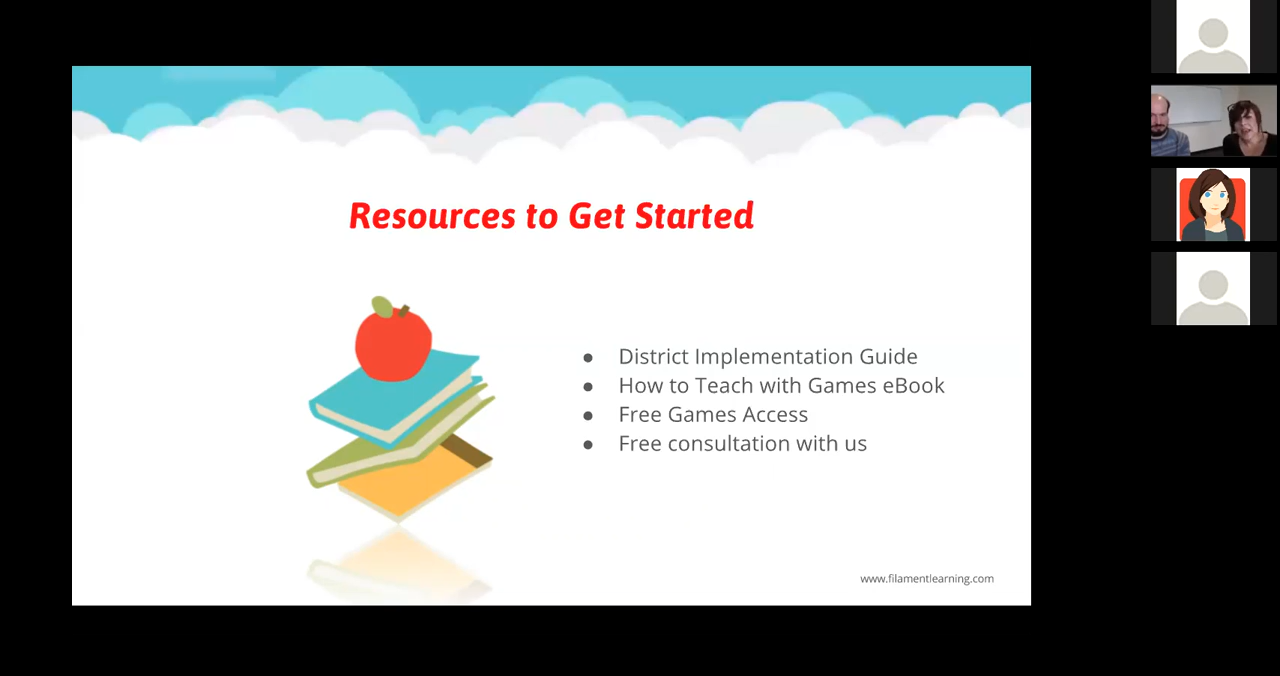 Resources to Get Started
● District Implementation Guide
● How to Teach with Games eBook
● Free Games Access
● Free consultation with us
www.filamentlearning.com